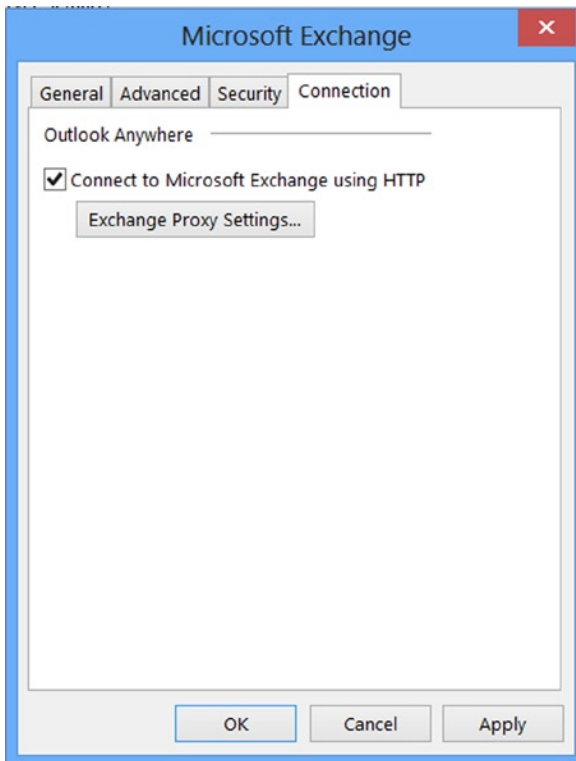 Microsoft Exchange
General Advanced Security Connection
Outlook Anywhere
Connect to Microsoft Exchange using HTTP
Exchange Proxy Settings...
OK Cancel Apply